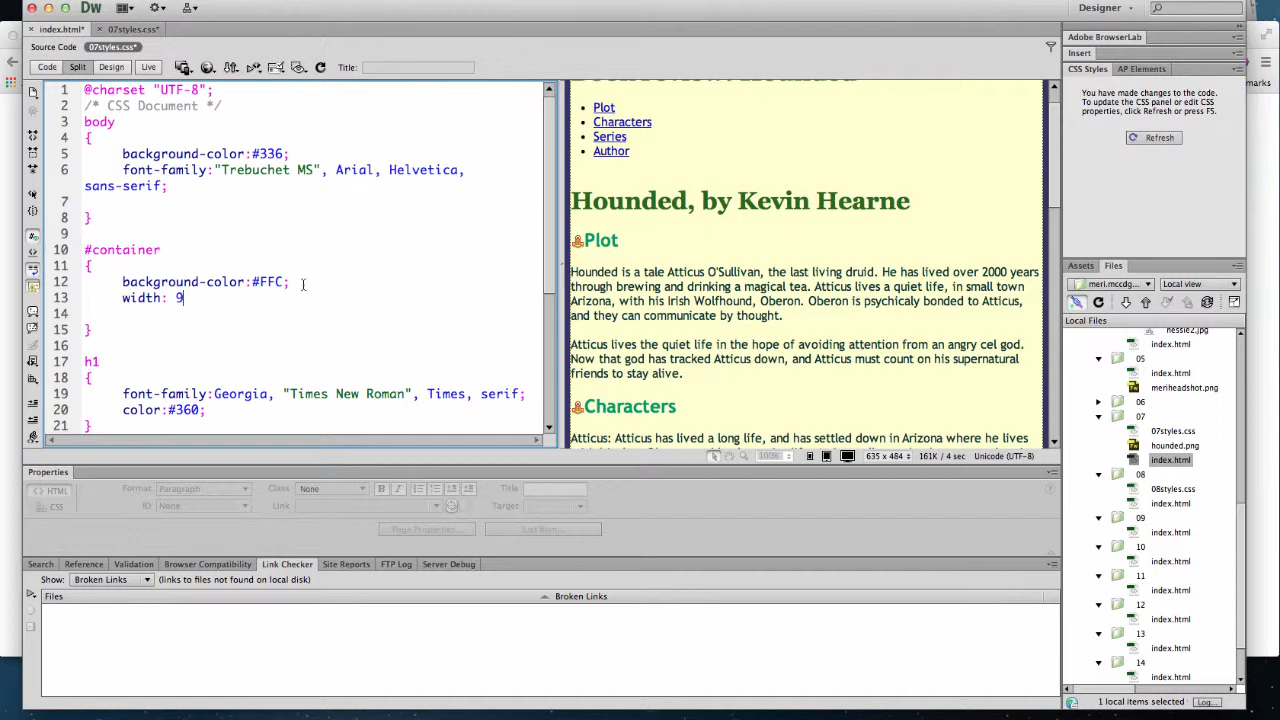 Dw
Designer
index.html*
07styles.css*
Source Code
07styles.css*
Code
Split
Design
Live
Title:
1 @charset "UTF-8";
2 /* CSS Document */
3 body
4 {
5 background-color:#336;
6 font-family:"Trebuchet MS", Arial, Helvetica,
sans-serif;
7
8 }
9
10 #container
11 {
12 background-color:#FFC;
13 width: 9
14
15 }
16
17 h1
18 {
19 font-family:Georgia, "Times New Roman", Times, serif;
20 color:#360;
21 }
Plot
Characters
Series
Author
Hounded, by Kevin Hearne
Plot
Hounded is a tale Atticus O'Sullivan, the last living druid. He has lived over 2000 years
through brewing and drinking a magical tea. Atticus lives a quiet life, in small town
Arizona, with his Irish Wolfhound, Oberon. Oberon is psychicaly bonded to Atticus,
and they can communicate by thought.
Atticus lives the quiet life in the hope of avoiding attention from an angry cel god.
Now that god has tracked Atticus down, and Atticus must count on his supernatural
friends to stay alive.
Characters
Atticus: Atticus has lived a long life, and has settled down in Arizona where he lives
100%
635 x 484
161K / 4 sec
Unicode (UTF-8)
Adobe BrowserLab
Insert
CSS Styles
AP Elements
You have made changes to the code.
To update the CSS panel or edit CSS
properties, click Refresh or press F5.
Refresh
Assets
Files
meri.mccdg...
Local view
Local Files
nessie2.jpg
index.html
05
index.html
meriheadshot.png
06
07
07styles.css
hounded.png
index.html
08
08styles.css
index.html
09
index.html
10
index.html
11
index.html
12
index.html
13
index.html
14
index.html
1 local items selected
Log...
Properties
HTML
CSS
Format
Paragraph
Class
None
B
I
Title
ID
None
Link
Target
Page Properties...
List Item...
Search
Reference
Validation
Browser Compatibility
Link Checker
Site Reports
FTP Log
Server Debug
Show:
Broken Links
(links to files not found on local disk)
Files
Broken Links
marks